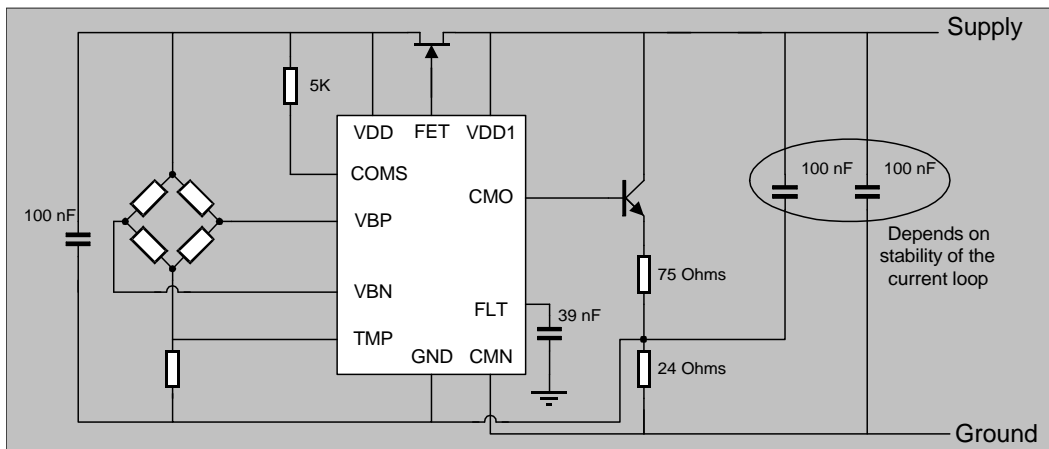 Supply
5K
VDD
FET
VDD1
COMS
CMO
100 nF
100 nF
100 nF
VBP
Depends on
stability of the
current loop
75 Ohms
VBN
FLT
39 nF
TMP
GND
CMN
24 Ohms
Ground